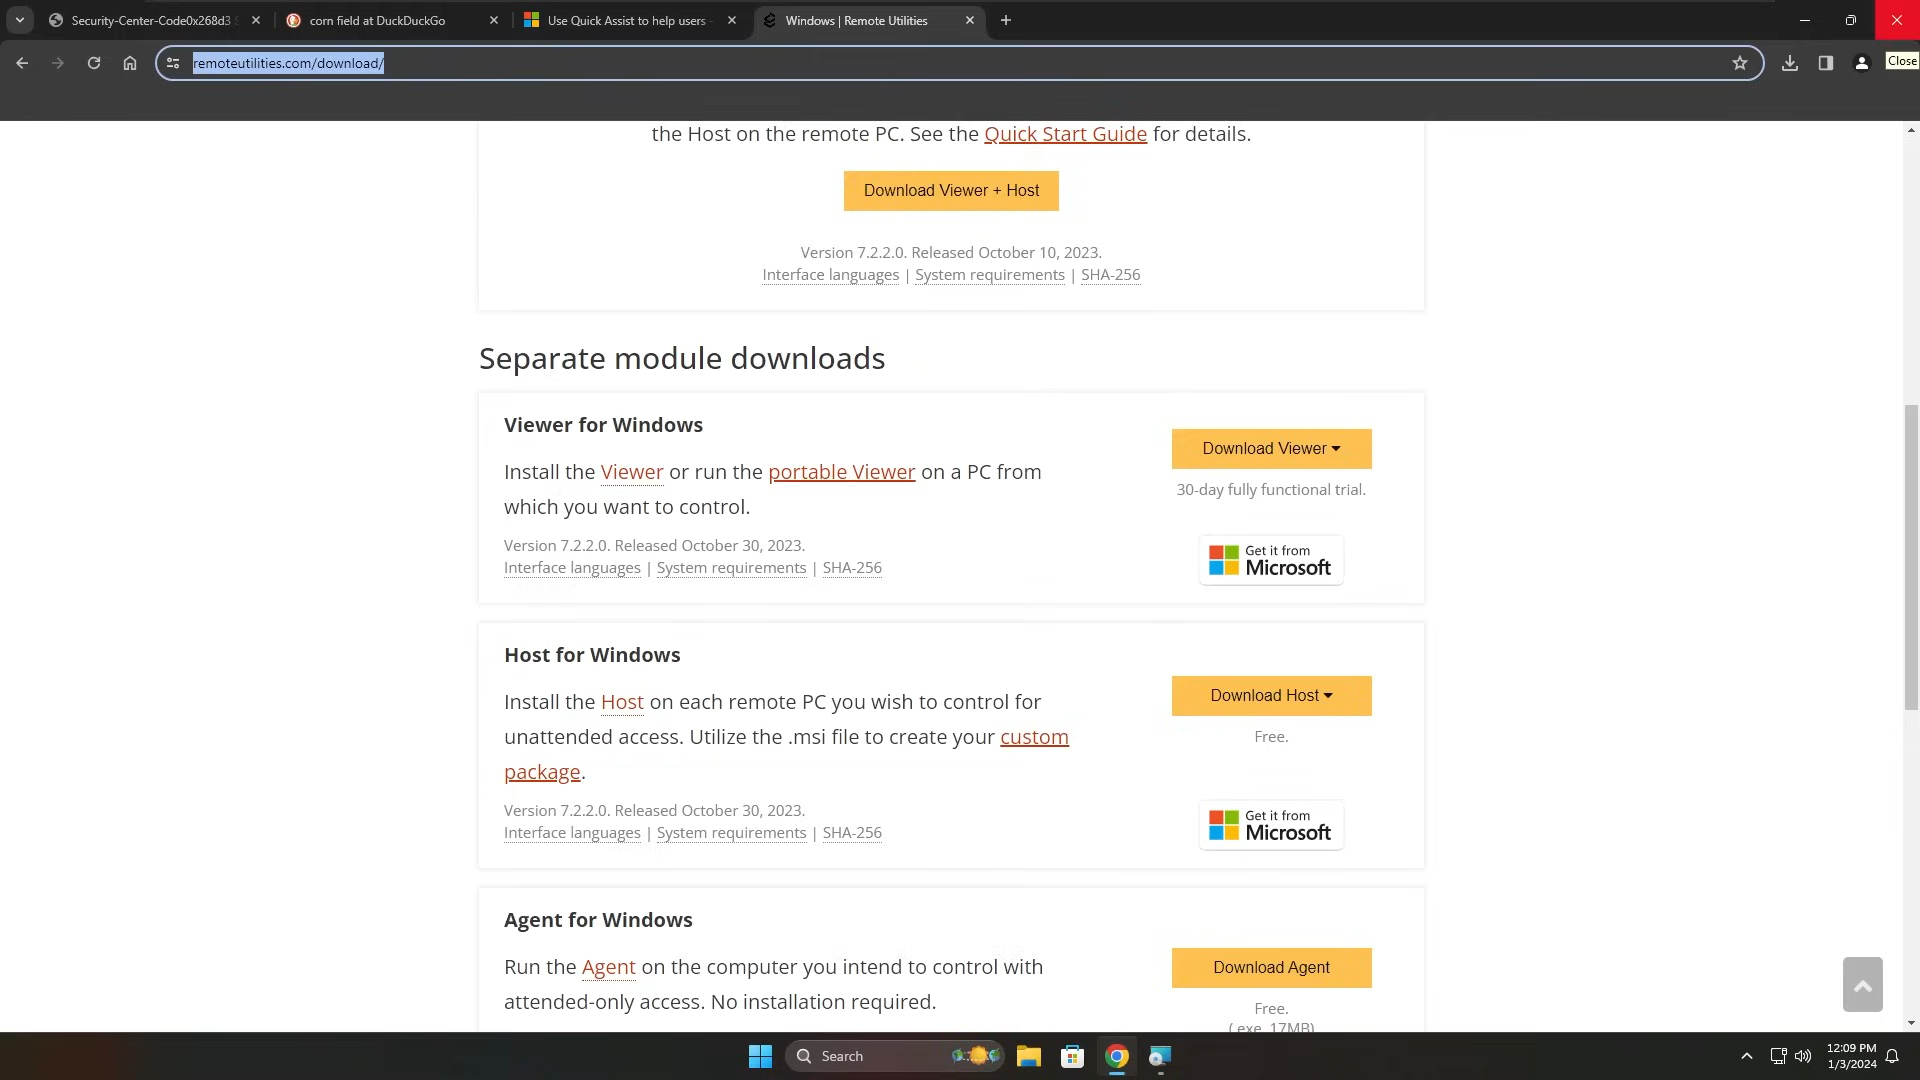 Security-Center-Code0x268d3
corn field at DuckDuckGo
Use Quick Assist to help users
Windows | Remote Utilities
remoteutilities.com/download/
Close
the Host on the remote PC. See the Quick Start Guide for details.
Download Viewer + Host
Version 7.2.2.0. Released October 10, 2023.
Interface languages | System requirements | SHA-256
Separate module downloads
Viewer for Windows
Install the Viewer or run the portable Viewer on a PC from
which you want to control.
Version 7.2.2.0. Released October 30, 2023.
Interface languages | System requirements | SHA-256
Download Viewer
30-day fully functional trial.
Get it from
Microsoft
Host for Windows
Install the Host on each remote PC you wish to control for
unattended access. Utilize the .msi file to create your custom
package.
Version 7.2.2.0. Released October 30, 2023.
Interface languages | System requirements | SHA-256
Download Host
Free.
Get it from
Microsoft
Agent for Windows
Run the Agent on the computer you intend to control with
attended-only access. No installation required.
Download Agent
Free.
(.exe, 17MB)
Search
12:09 PM
1/3/2024